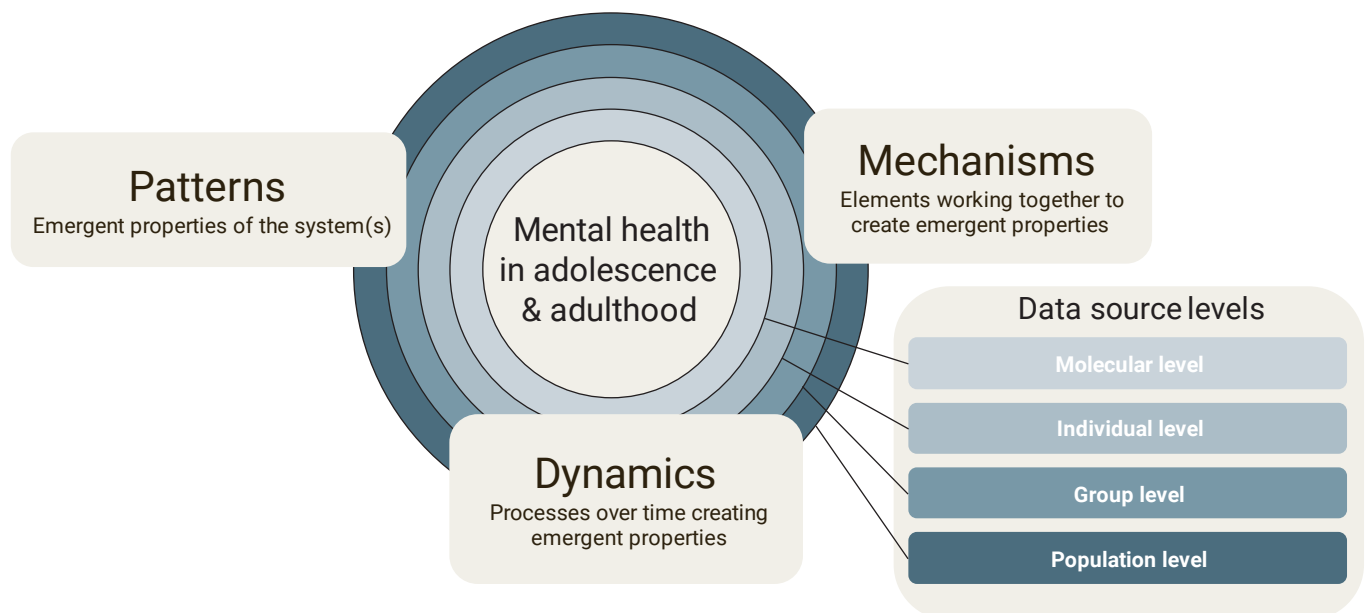 Patterns
Emergent properties of the system(s)
Mental health
in adolescence
& adulthood
Mechanisms
Elements working together to
create emergent properties
Dynamics
Processes over time creating
emergent properties
Data source levels
Molecular level
Individual level
Group level
Population level